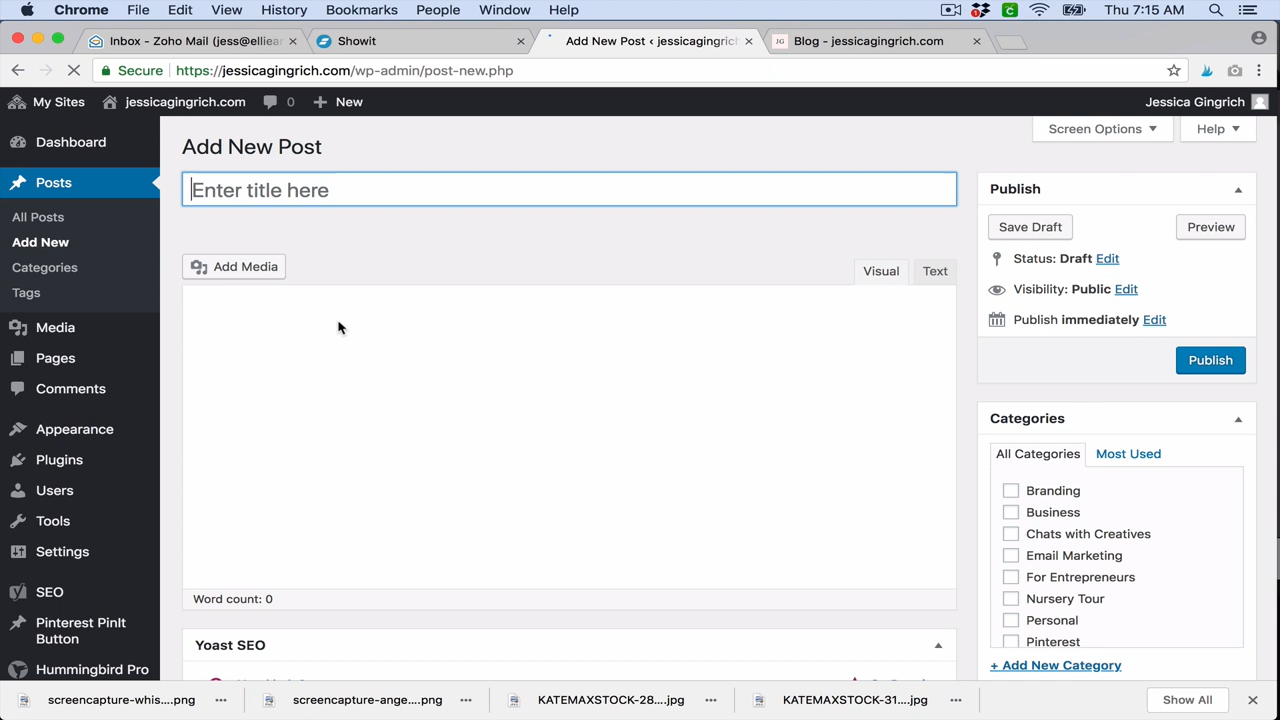 Chrome File Edit View History Bookmarks People Window Help Thu 7:15 AM
Inbox - Zoho Mail (jess@elliear
Showit
Add New Post ‹ jessicagingric
Blog - jessicagingrich.com
Secure https://jessicagingrich.com/wp-admin/post-new.php
My Sites jessicagingrich.com 0 New Jessica Gingrich
Dashboard
Posts
All Posts
Add New
Categories
Tags
Media
Pages
Comments
Appearance
Plugins
Users
Tools
Settings
SEO
Pinterest PinIt
Button
Hummingbird Pro
Screen Options Help
Add New Post
Enter title here
Add Media
Visual Text
Word count: 0
Yoast SEO
Publish
Save Draft Preview
Status: Draft Edit
Visibility: Public Edit
Publish immediately Edit
Publish
Categories
All Categories Most Used
Branding
Business
Chats with Creatives
Email Marketing
For Entrepreneurs
Nursery Tour
Personal
Pinterest
+ Add New Category
screencapture-whis....png
screencapture-ange....png
KATEMAXSTOCK-28....jpg
KATEMAXSTOCK-31....jpg
Show All